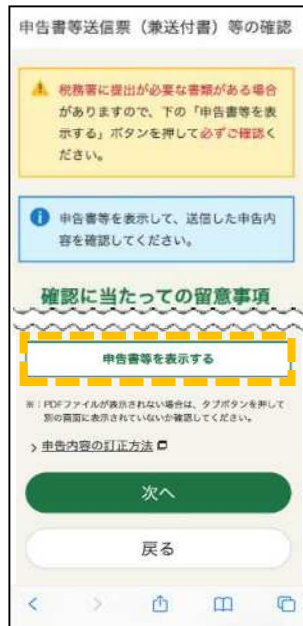 申告書等送信票（兼送付書）等の確認
税務署に提出が必要な書類がある場合
がありますので、下の「申告書等を表
示する」ボタンを押して必ずご確認く
ださい。
申告書等を表示して、送信した申告内
容を確認してください。
確認に当たっての留意事項
申告書等を表示する
※：PDFファイルが表示されない場合は、タブボタンを押して
別の画面に表示されていないか確認してください。
> 申告内容の訂正方法
次へ
戻る